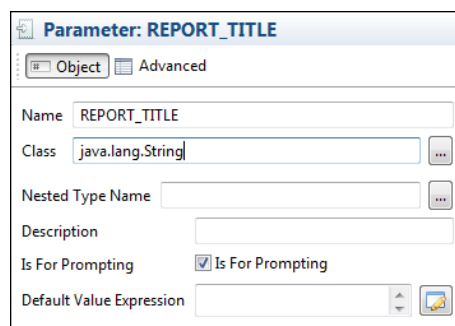 Parameter: REPORT_TITLE
Object Advanced
Name REPORT_TITLE
Class java.lang.String ...
Nested Type Name ...
Description
Is For Prompting Is For Prompting
Default Value Expression